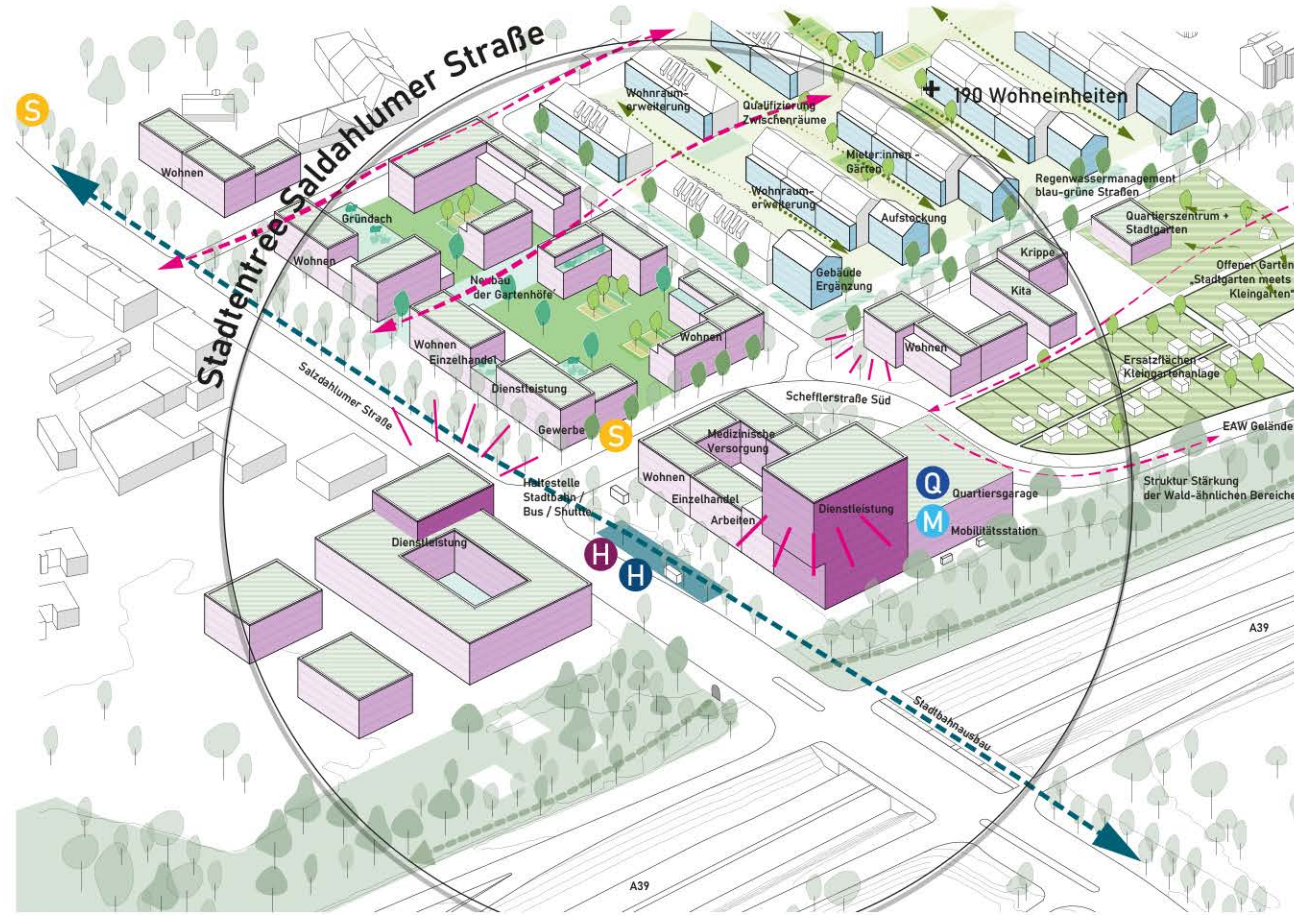 Stadtentree Saldahlumer Straße
S
Wohnen
Wohnraum-
erweiterung
Qualifizierung
Zwischenräume
+ 190 Wohneinheiten
Mieter:innen -
Gärten
Regenwassermanagement
blau-grüne Straßen
Wohnraum-
erweiterung
Aufstockung
Quartierszentrum +
Stadtgarten
Gründach
Wohnen
Neubau
der Gartenhöfe
Gebäude
Ergänzung
Krippe
Kita
Offener Garten
„Stadtgarten meets
Kleingarten“
Wohnen
Einzelhandel
Wohnen
Wohnen
Ersatzflächen
Kleingartenanlage
Salzdahlumer Straße
Dienstleistung
Gewerbe
S
Schefflerstraße Süd
EAW Gelände
Medizinische
Versorgung
Wohnen
Einzelhandel
Arbeiten
Dienstleistung
Q
Quartiersgarage
M
Mobilitätsstation
Struktur Stärkung
der Wald-ähnlichen Bereiche
Haltestelle
Stadtbahn /
Bus / Shuttle
H
H
Dienstleistung
A39
Stadtbahnausbau
A39